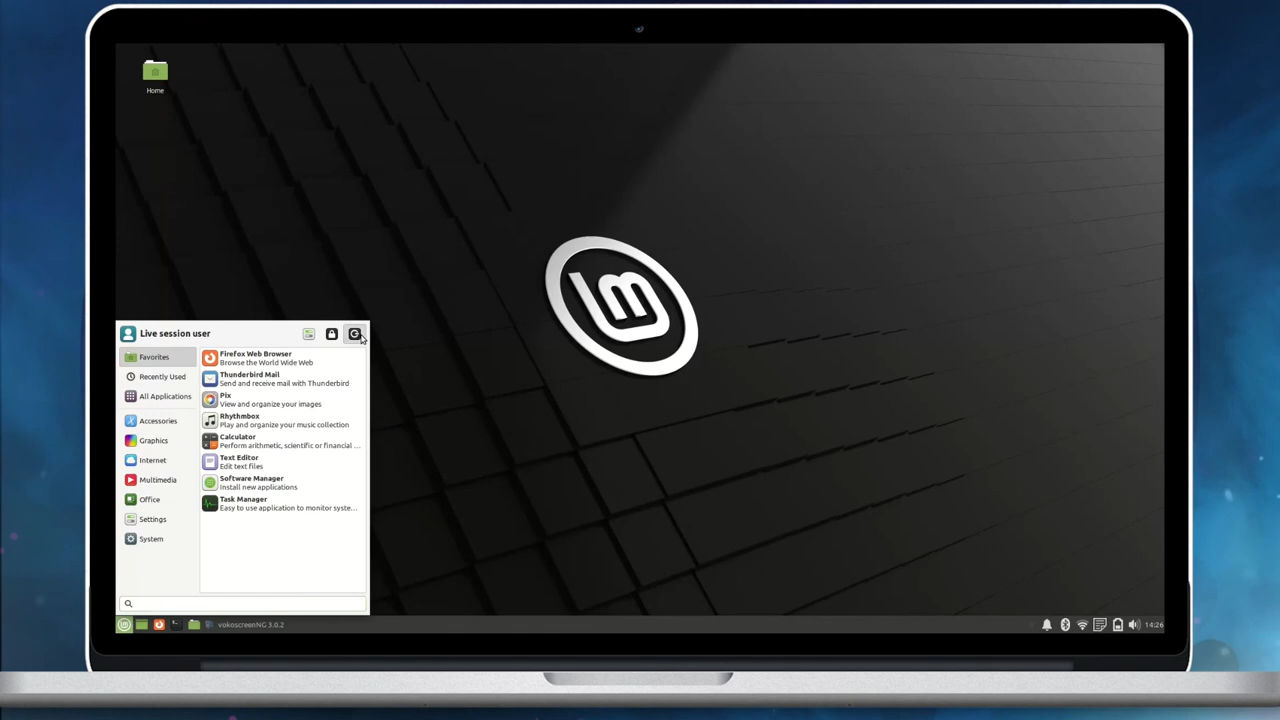 Home
lm
Live session user
Favorites
Recently Used
All Applications
Accessories
Graphics
Internet
Multimedia
Office
Settings
System
Firefox Web Browser
Browse the World Wide Web
Thunderbird Mail
Send and receive mail with Thunderbird
Pix
View and organize your images
Rhythmbox
Play and organize your music collection
Calculator
Perform arithmetic, scientific or financial ...
Text Editor
Edit text files
Software Manager
Install new applications
Task Manager
Easy to use application to monitor syste...
vokoscreenNG 3.0.2
14:26